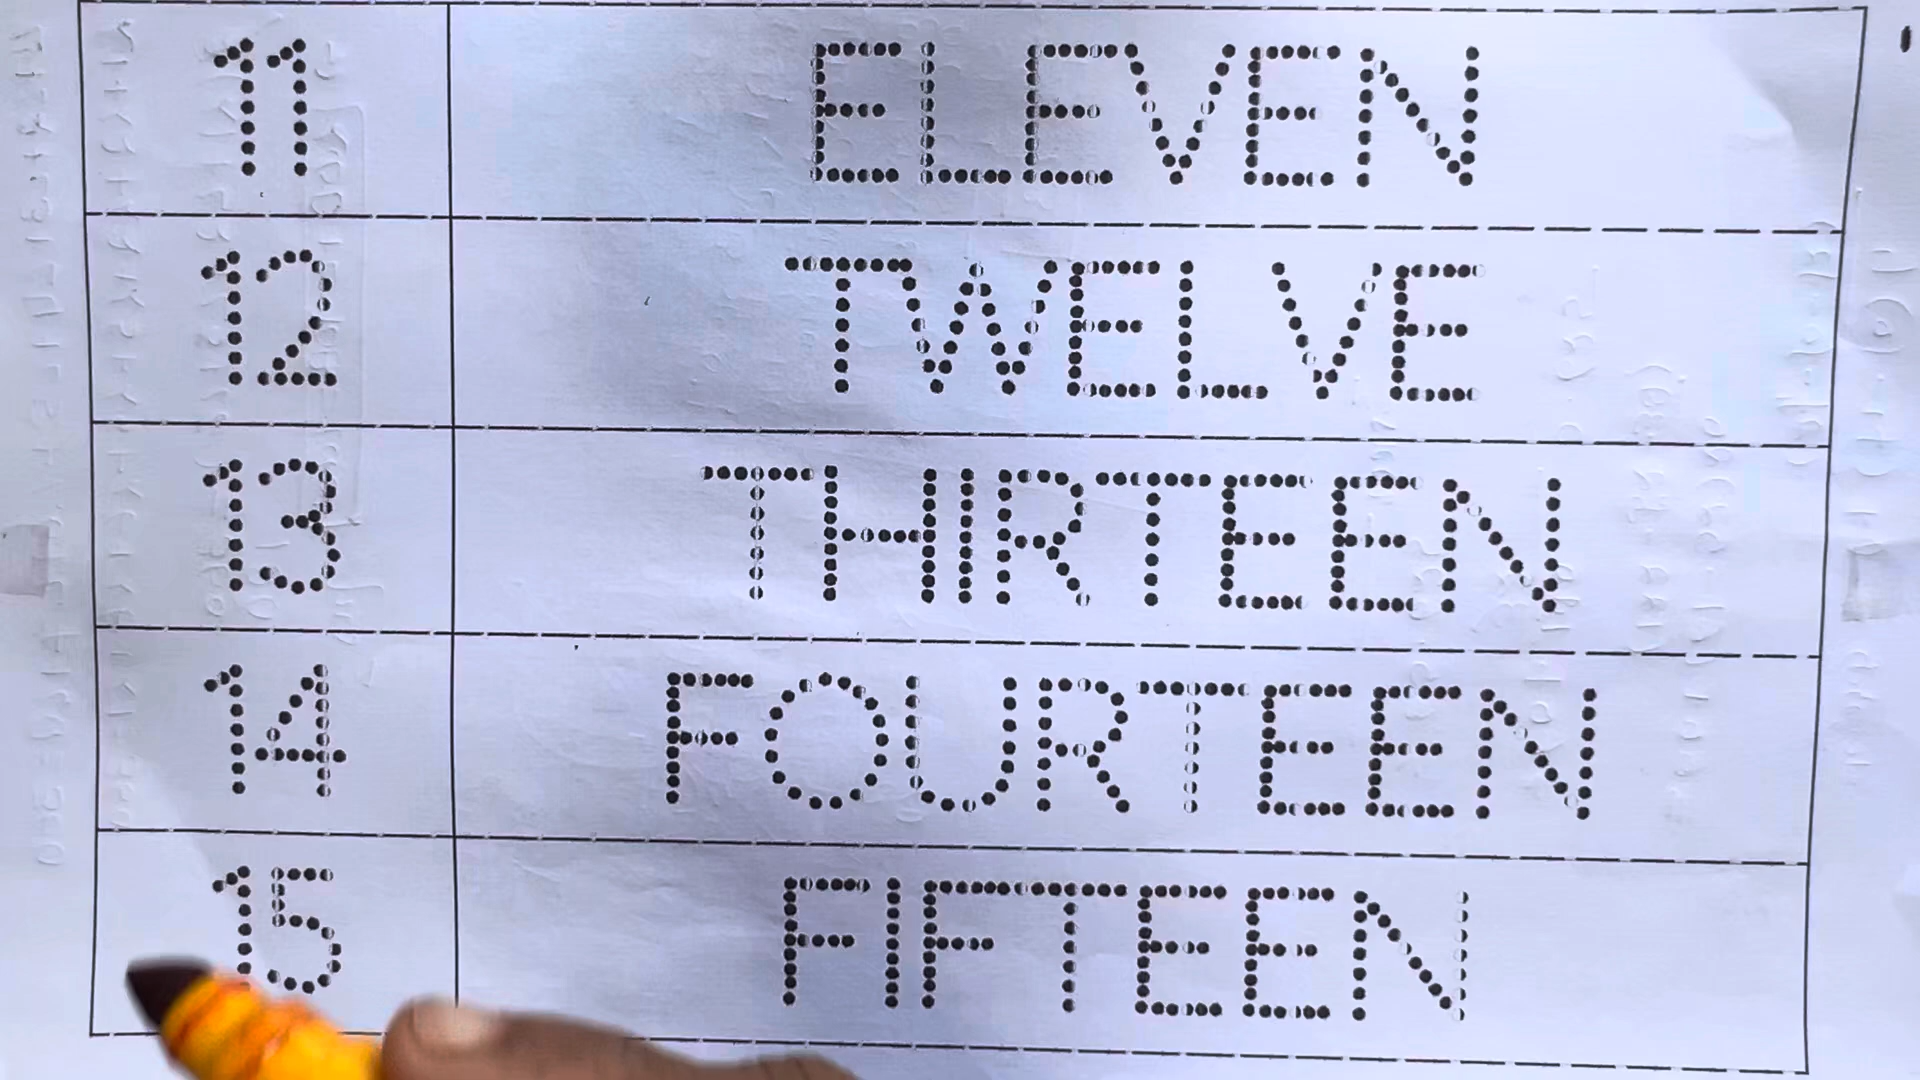 11 ELEVEN
12 TWELVE
13 THIRTEEN
14 FOURTEEN
15 FIFTEEN